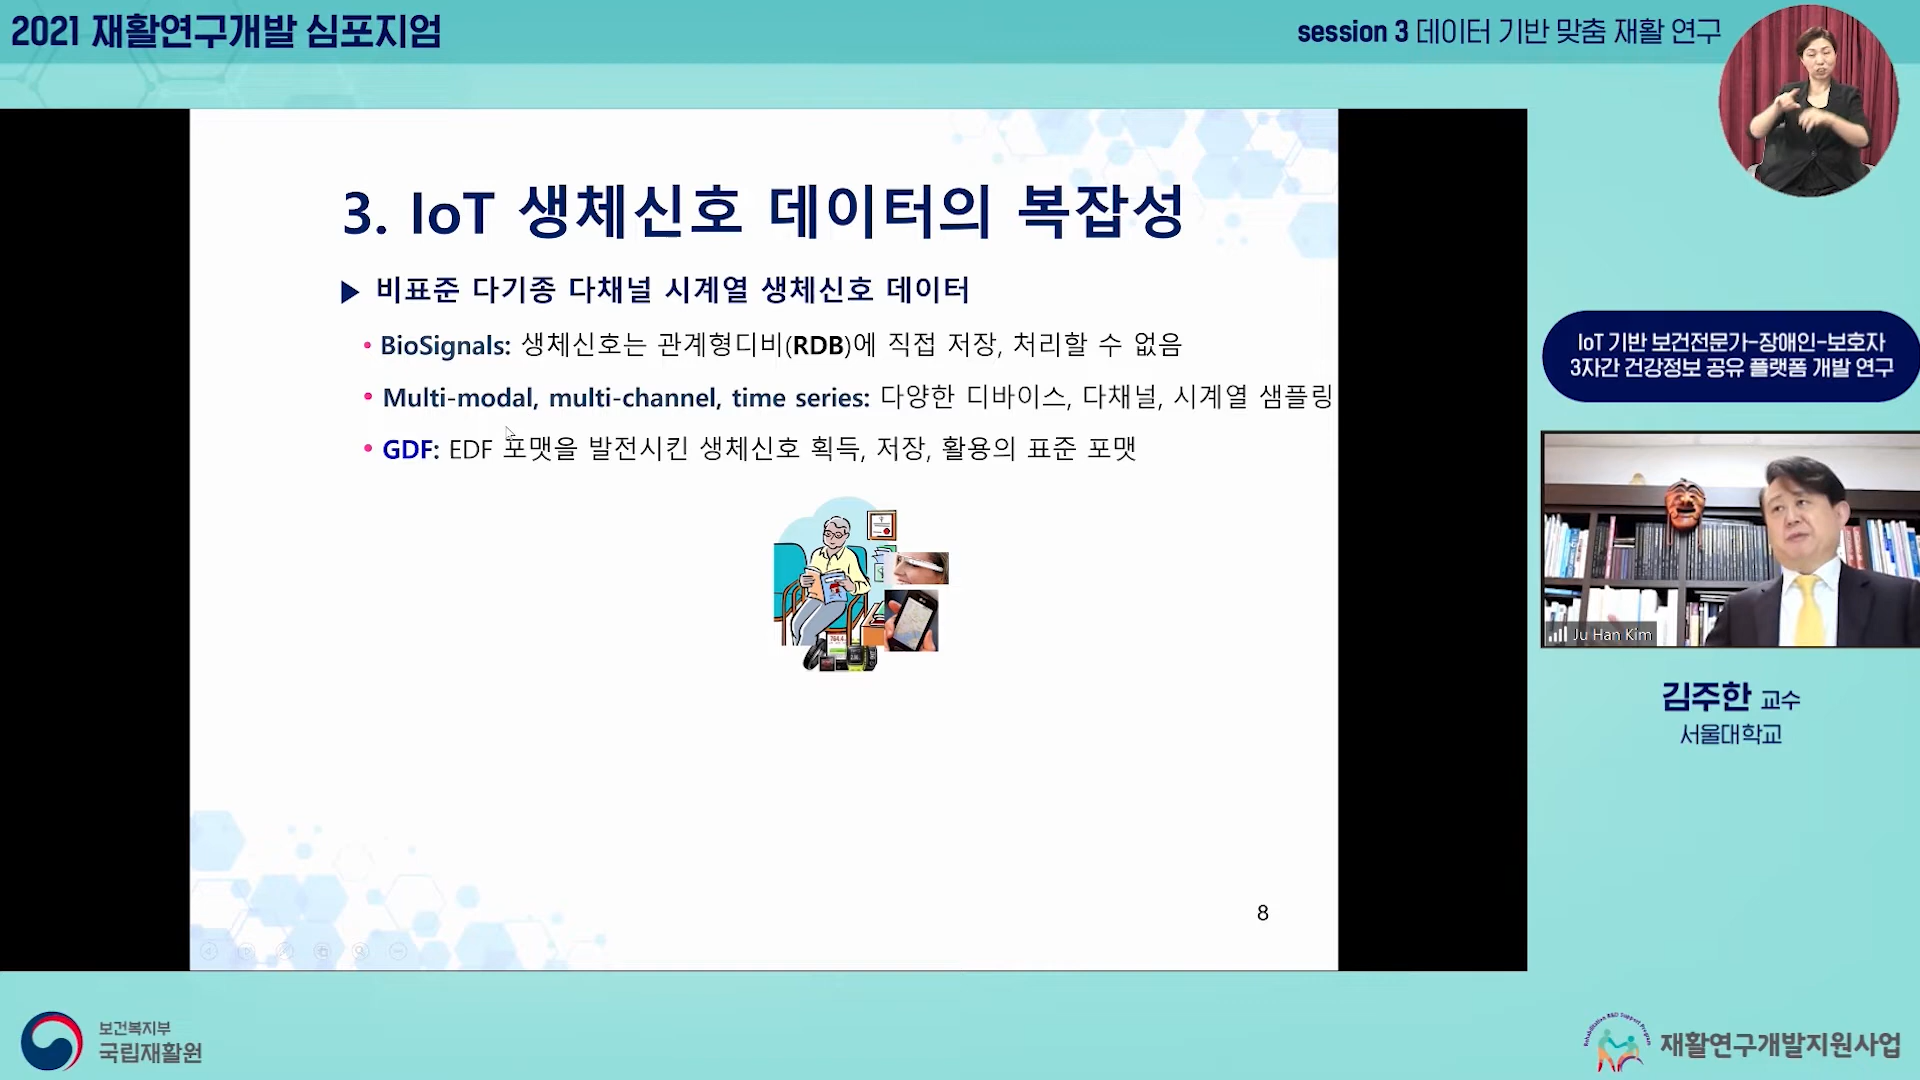 2021 재활연구개발 심포지엄
session 3 데이터 기반 맞춤 재활 연구
3. IoT 생체신호 데이터의 복잡성
▶ 비표준 다기종 다채널 시계열 생체신호 데이터
• BioSignals: 생체신호는 관계형디비(RDB)에 직접 저장, 처리할 수 없음
• Multi-modal, multi-channel, time series: 다양한 디바이스, 다채널, 시계열 샘플링
• GDF: EDF 포맷을 발전시킨 생체신호 획득, 저장, 활용의 표준 포맷
8
IoT 기반 보건전문가-장애인-보호자
3자간 건강정보 공유 플랫폼 개발 연구
Ju Han Kim
김주한 교수
서울대학교
보건복지부
국립재활원
Rehabilitation R&D Support Program
재활연구개발지원사업